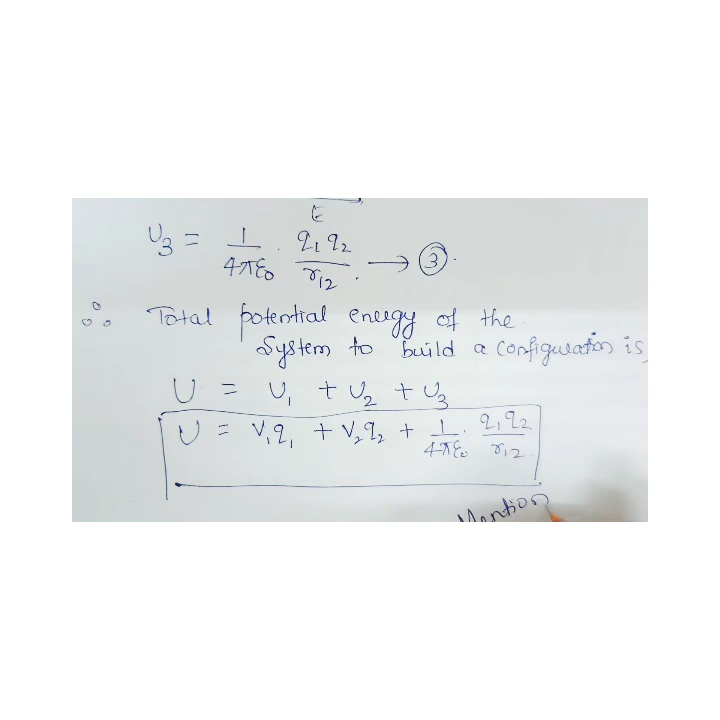 E
U₃ = 1/4πε₀ · q₁q₂/r₁₂ . → ③.
∴ Total potential energy of the
System to build a configuration is,
U = U₁ + U₂ + U₃
U = V₁q₁ + V₂q₂ + 1/4πε₀ · q₁q₂/r₁₂
Mention